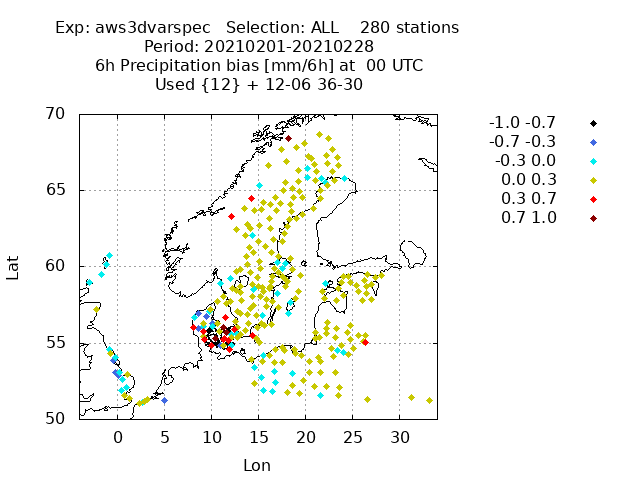 Exp: aws3dvarspec Selection: ALL 280 stations
Period: 20210201-20210228
6h Precipitation bias [mm/6h] at 00 UTC
Used {12} + 12-06 36-30
70
65
60
55
50
Lat
0 5 10 15 20 25 30
Lon
-1.0 -0.7
-0.7 -0.3
-0.3 0.0
0.0 0.3
0.3 0.7
0.7 1.0